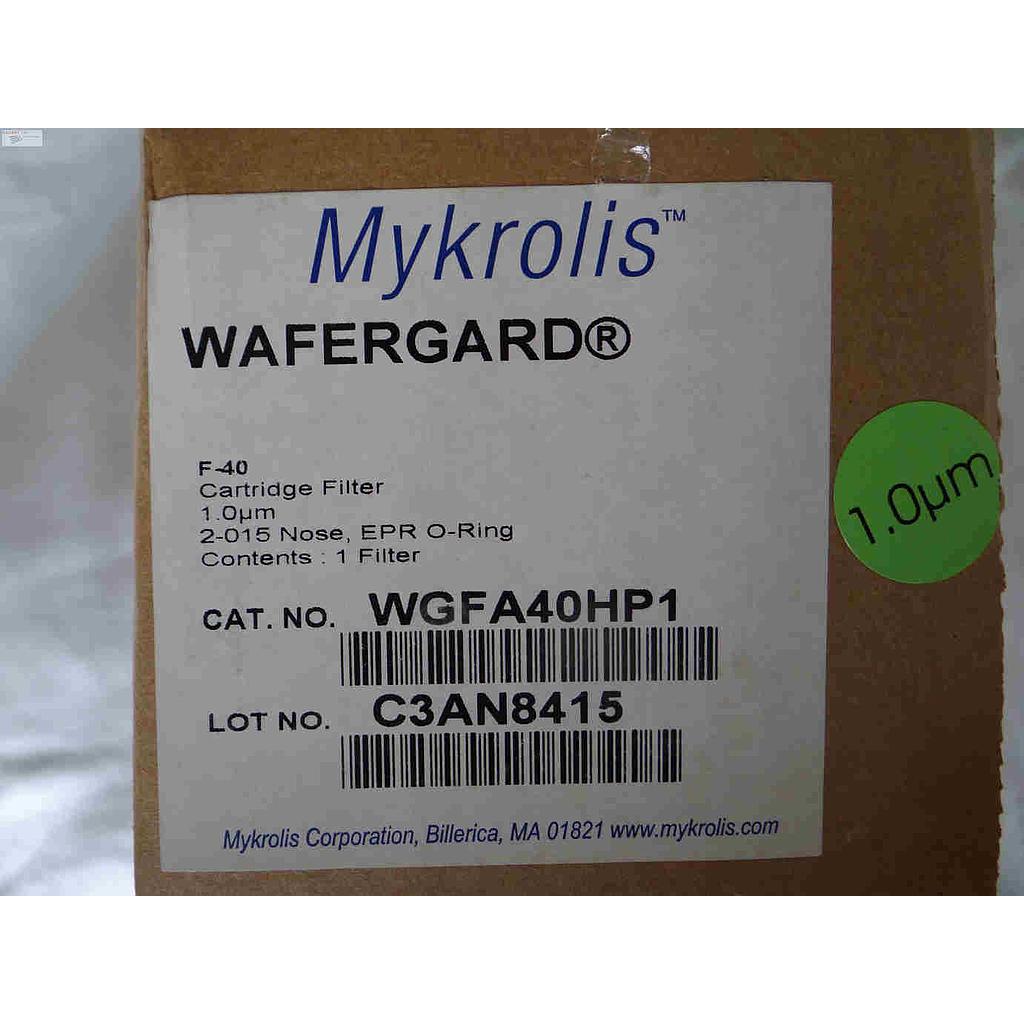 Mykrolis™
WAFERGARD®
F-40
Cartridge Filter
1.0µm
2-015 Nose, EPR O-Ring
Contents : 1 Filter
CAT. NO. WGFA40HP1
LOT NO. C3AN8415
Mykrolis Corporation, Billerica, MA 01821 www.mykrolis.com
1.0µm